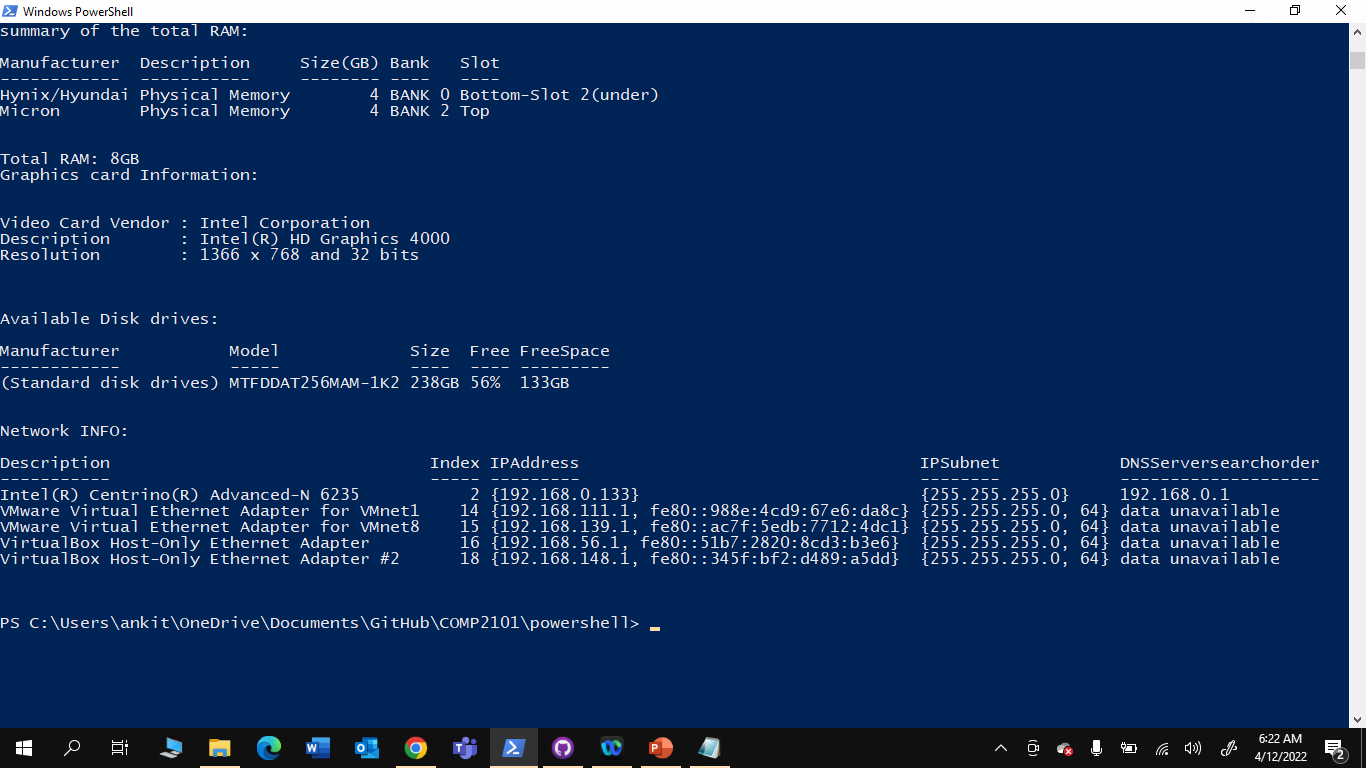 Windows PowerShell
summary of the total RAM:
Manufacturer  Description     Size(GB) Bank   Slot
------------  -----------     -------- ----   ----
Hynix/Hyundai Physical Memory        4 BANK 0 Bottom-Slot 2(under)
Micron        Physical Memory        4 BANK 2 Top
Total RAM: 8GB
Graphics card Information:
Video Card Vendor : Intel Corporation
Description       : Intel(R) HD Graphics 4000
Resolution        : 1366 x 768 and 32 bits
Available Disk drives:
Manufacturer           Model             Size  Free FreeSpace
------------           -----             ----  ---- ---------
(Standard disk drives) MTFDDAT256MAM-1K2 238GB 56%  133GB
Network INFO:
Description                                Index IPAddress                                  IPSubnet            DNSServersearchorder
-----------                                ----- ---------                                  --------            --------------------
Intel(R) Centrino(R) Advanced-N 6235           2 {192.168.0.133}                            {255.255.255.0}     192.168.0.1
VMware Virtual Ethernet Adapter for VMnet1    14 {192.168.111.1, fe80::988e:4cd9:67e6:da8c} {255.255.255.0, 64} data unavailable
VMware Virtual Ethernet Adapter for VMnet8    15 {192.168.139.1, fe80::ac7f:5edb:7712:4dc1} {255.255.255.0, 64} data unavailable
VirtualBox Host-Only Ethernet Adapter         16 {192.168.56.1, fe80::51b7:2820:8cd3:b3e6}  {255.255.255.0, 64} data unavailable
VirtualBox Host-Only Ethernet Adapter #2      18 {192.168.148.1, fe80::345f:bf2:d489:a5dd}  {255.255.255.0, 64} data unavailable
PS C:\Users\ankit\OneDrive\Documents\GitHub\COMP2101\powershell>
6:22 AM
4/12/2022
2